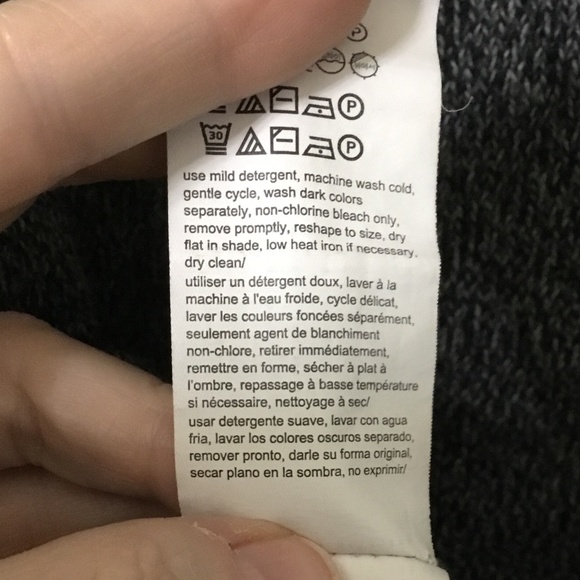 P
P
30 P
use mild detergent, machine wash cold,
gentle cycle, wash dark colors
separately, non-chlorine bleach only,
remove promptly, reshape to size, dry
flat in shade, low heat iron if necessary.
dry clean/
utiliser un détergent doux, lavar à la
machine à l'eau froide, cycle délicat,
laver les couleurs foncées séparément,
seulement agent de blanchiment
non-chlore, retirer immédiatement,
remettre en forme, sécher à plat à
l'ombre, repassage à basse température
si nécessaire, nettoyage à sec/
usar detergente suave, lavar con agua
fria, lavar los colores oscuros separado,
remover pronto, darle su forma original,
secar plano en la sombra, no exprimir/